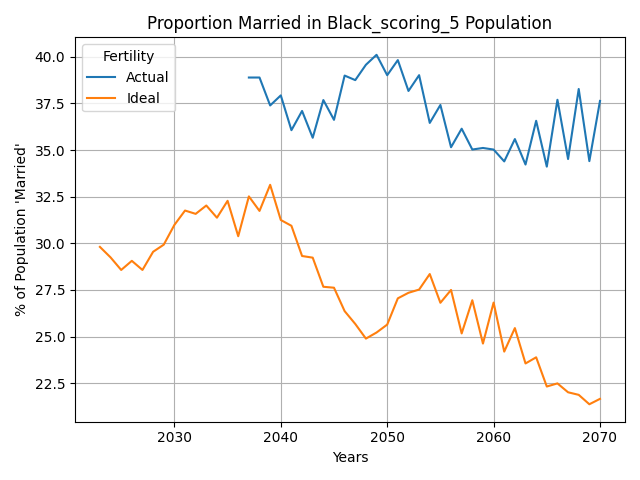 Proportion Married in Black_scoring_5 Population
Fertility
Actual
Ideal
40.0
37.5
35.0
32.5
30.0
27.5
25.0
22.5
% of Population 'Married'
2030 2040 2050 2060 2070
Years